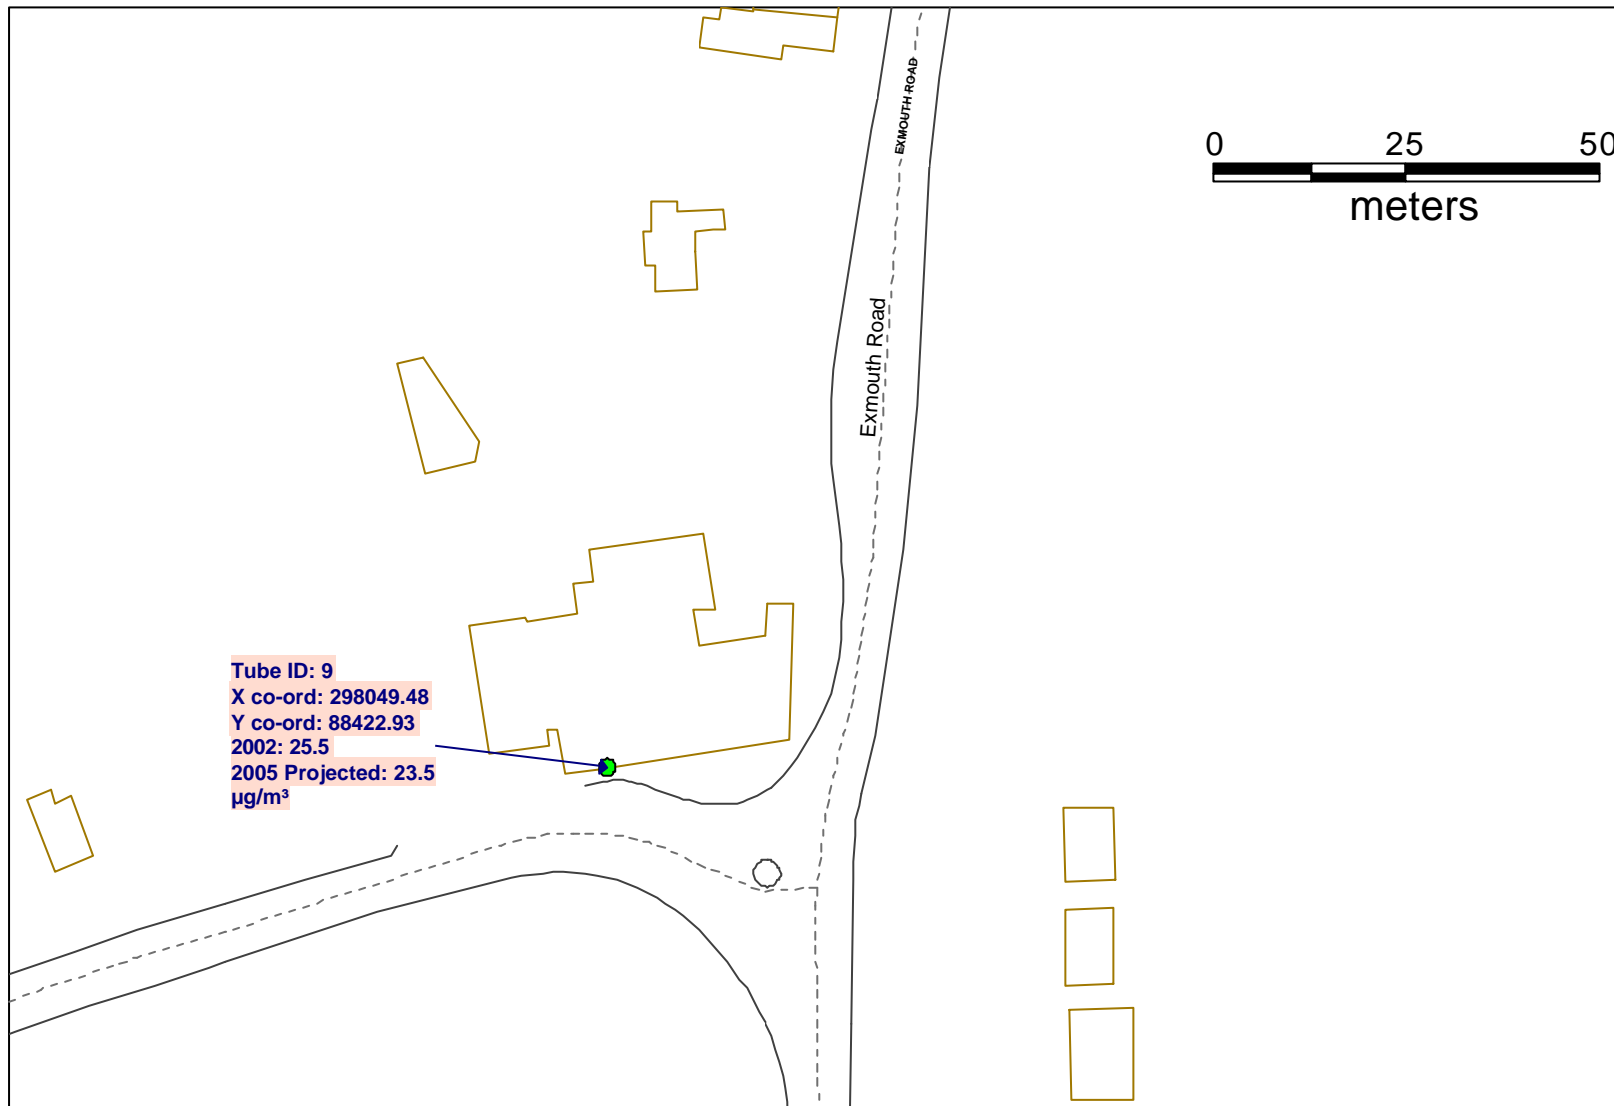 EXMOUTH ROAD
0 25 50
meters
Exmouth Road
Tube ID: 9
X co-ord: 298049.48
Y co-ord: 88422.93
2002: 25.5
2005 Projected: 23.5
µg/m³